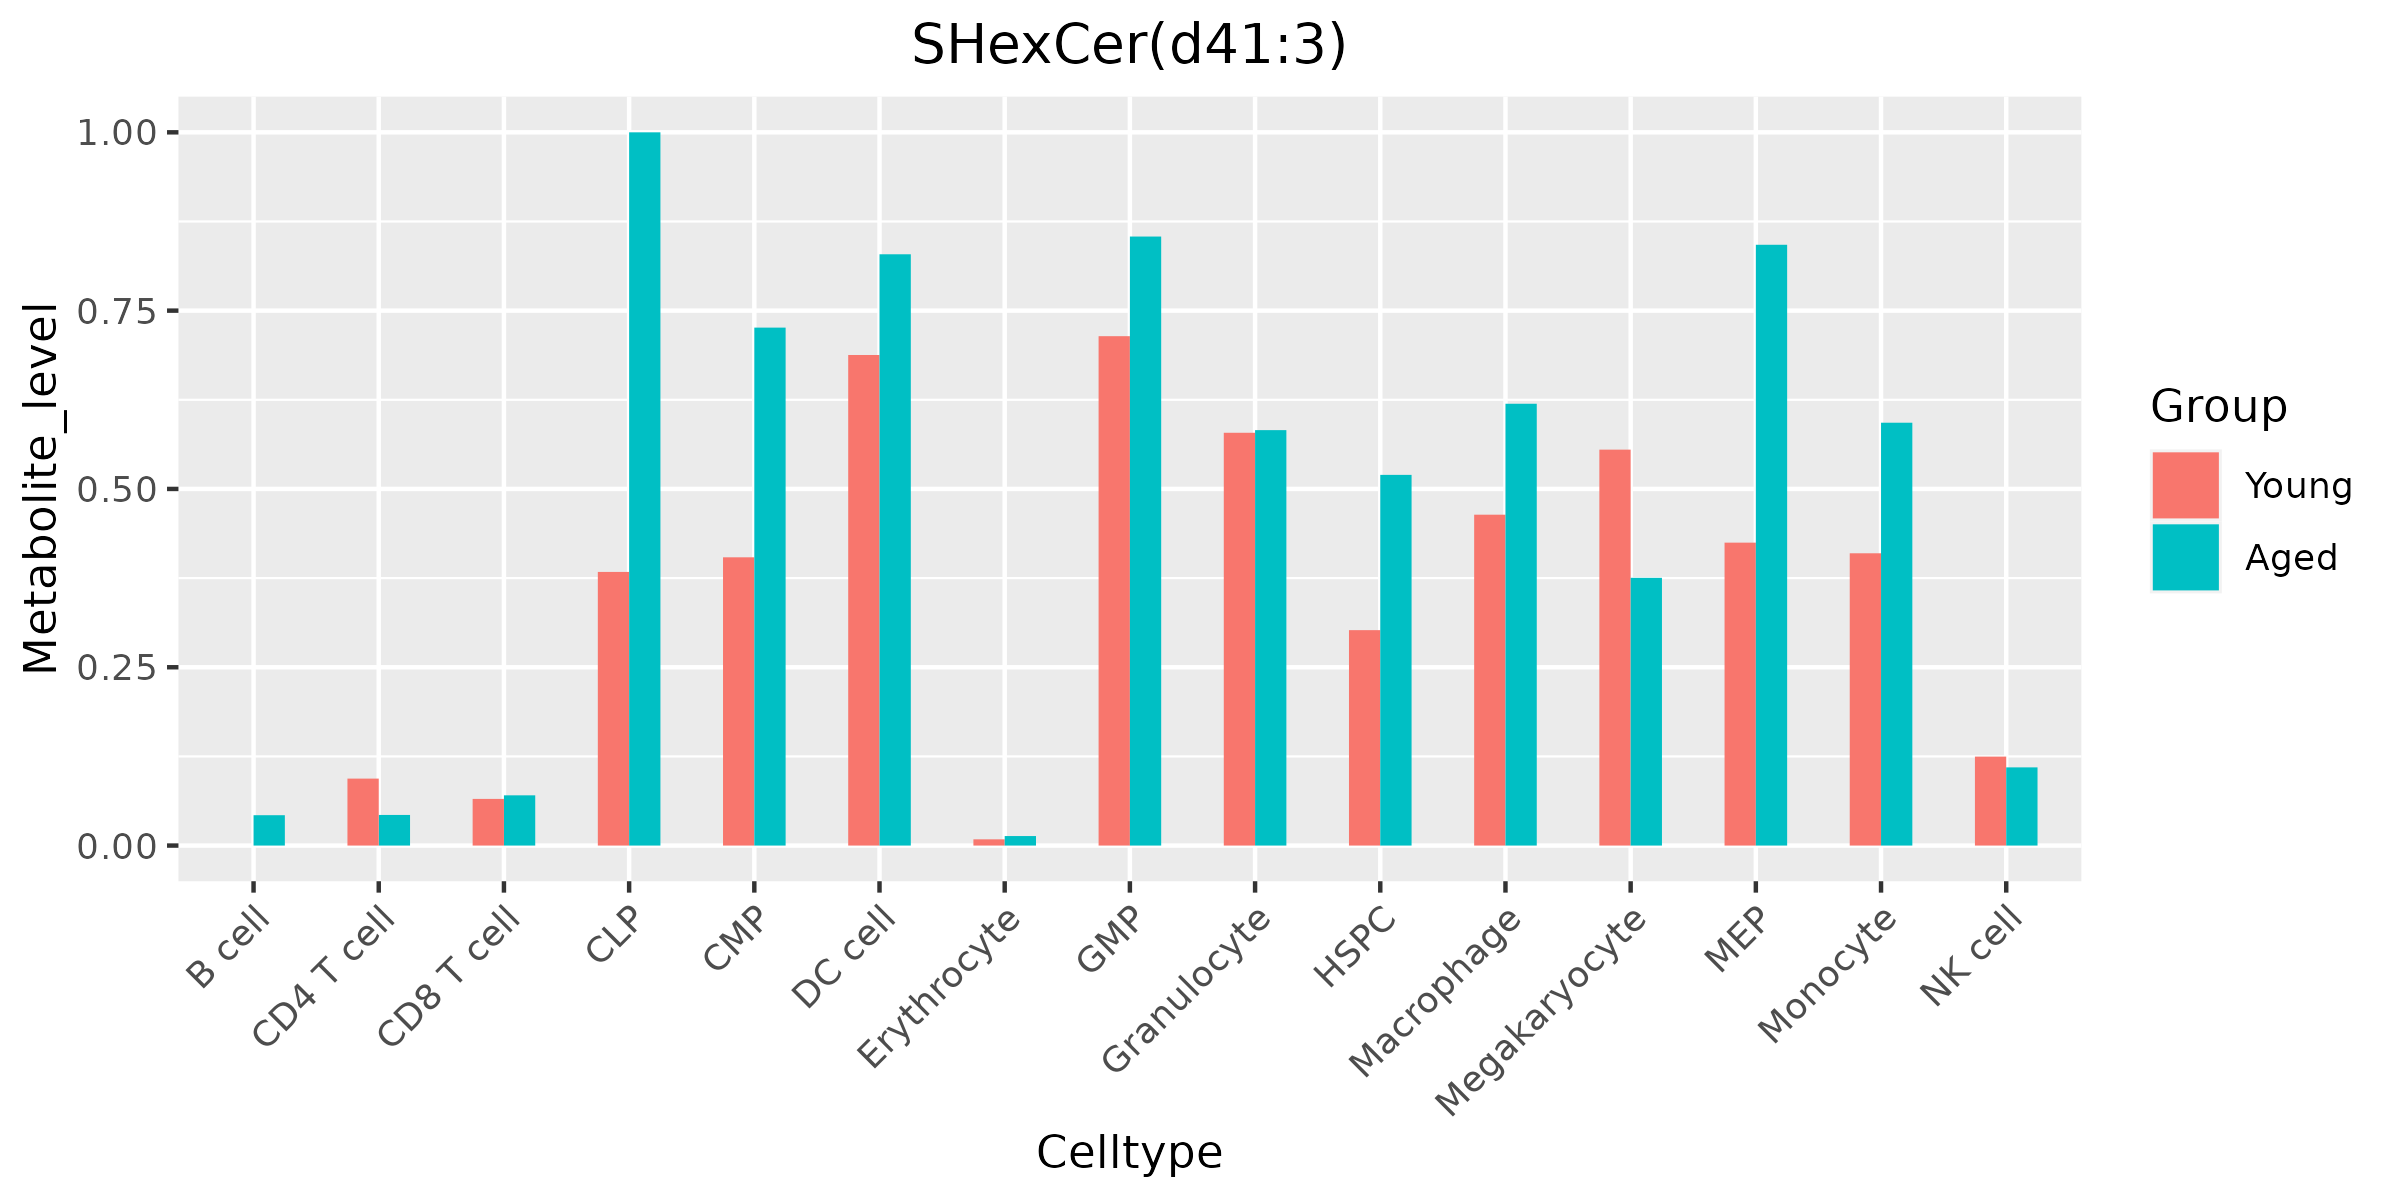 SHexCer(d41:3)
Metabolite_level
1.00
0.75
0.50
0.25
0.00
B cell
CD4 T cell
CD8 T cell
CLP
CMP
DC cell
Erythrocyte
GMP
Granulocyte
HSPC
Macrophage
Megakaryocyte
MEP
Monocyte
NK cell
Celltype
Group
Young
Aged